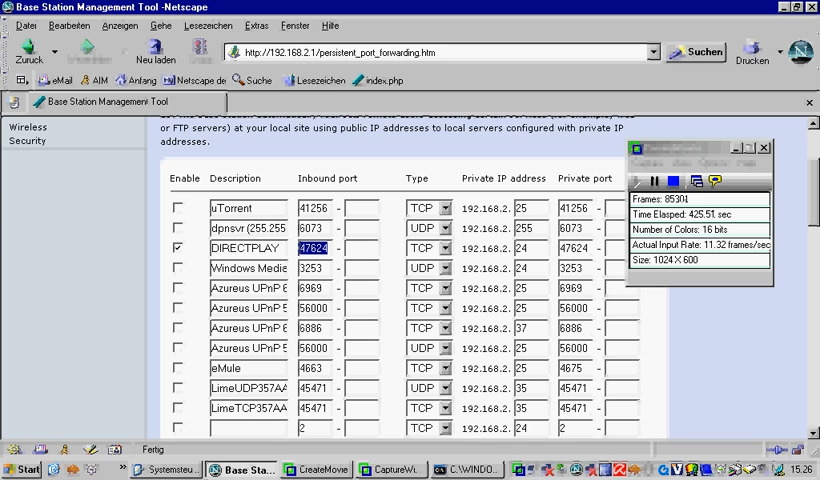 Base Station Management Tool -Netscape
Datei Bearbeiten Anzeigen Gehe Lesezeichen Extras Fenster Hilfe
Zurück Neu laden http://192.168.2.1/persistent_port_forwarding.htm Suchen Drucken
eMail AIM Anfang Netscape de Suche Lesezeichen index.php
Base Station Management Tool
Wireless
Security
or FTP servers) at your local site using public IP addresses to local servers configured with private IP
addresses.
Enable Description Inbound port Type Private IP address Private port
uTorrent 41256 - TCP 192.168.2. 25 41256 -
dpnsvr (255.255 6073 - UDP 192.168.2. 255 6073 -
DIRECTPLAY 47624 - TCP 192.168.2. 24 47624 -
Windows Medie 3253 - UDP 192.168.2. 24 3253 -
Azureus UPnP 6 6969 - TCP 192.168.2. 25 6969 -
Azureus UPnP 5 56000 - TCP 192.168.2. 25 56000 -
Azureus UPnP 6 6886 - TCP 192.168.2. 37 6886 -
Azureus UPnP 5 56000 - UDP 192.168.2. 25 56000 -
eMule 4663 - TCP 192.168.2. 25 4675 -
LimeUDP357AA 45471 - UDP 192.168.2. 35 45471 -
LimeTCP357AA 45471 - TCP 192.168.2. 35 45471 -
2 - TCP 192.168.2. 24 2 -
Frames: 85301
Time Elasped: 425.51 sec
Number of Colors: 16 bits
Actual Input Rate: 11.32 frames/sec
Size: 1024 X 600
Fertig
Start » Systemsteu... Base Sta... CreateMovie CaptureWi... C:\WINDO... 15.26